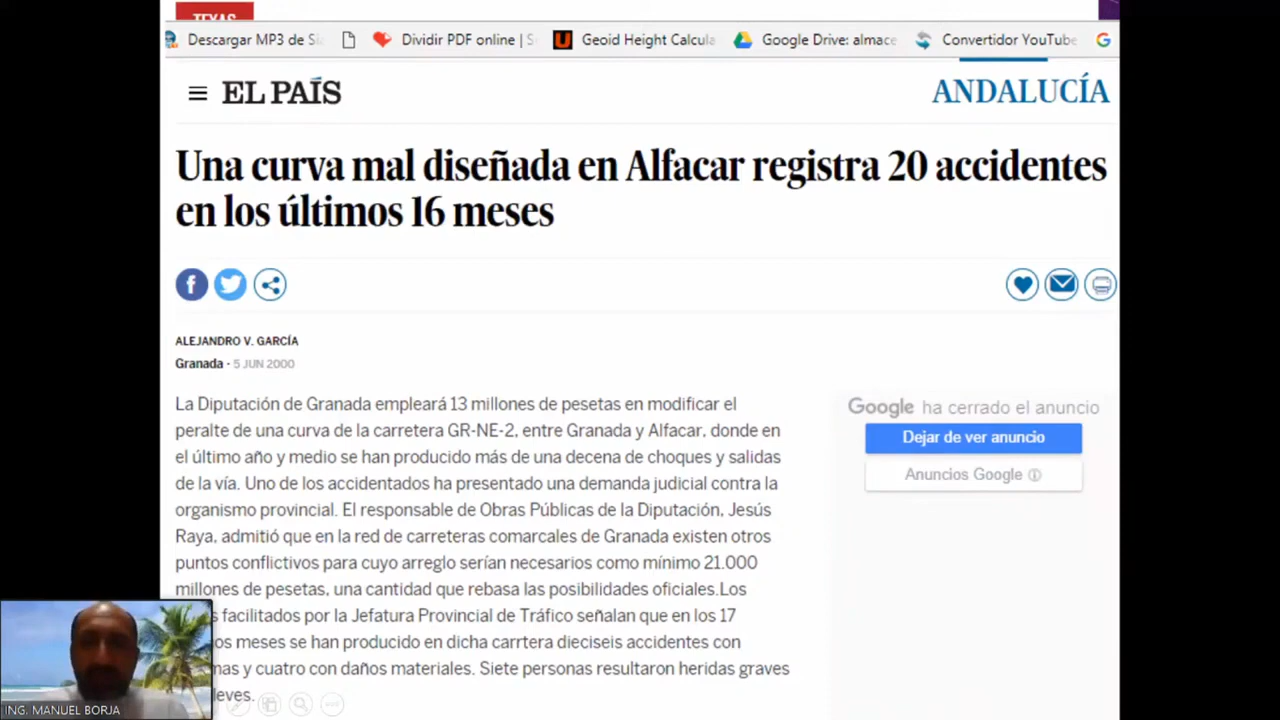 TEXAS
Descargar MP3 de
Dividir PDF online |
Geoid Height Calcula
Google Drive: almace
Convertidor YouTube
EL PAÍS
ANDALUCÍA
Una curva mal diseñada en Alfacar registra 20 accidentes
en los últimos 16 meses
ALEJANDRO V. GARCÍA
Granada · 5 JUN 2000
La Diputación de Granada empleará 13 millones de pesetas en modificar el
peralte de una curva de la carretera GR-NE-2, entre Granada y Alfacar, donde en
el último año y medio se han producido más de una decena de choques y salidas
de la vía. Uno de los accidentados ha presentado una demanda judicial contra la
organismo provincial. El responsable de Obras Públicas de la Diputación, Jesús
Raya, admitió que en la red de carreteras comarcales de Granada existen otros
puntos conflictivos para cuyo arreglo serían necesarios como mínimo 21.000
millones de pesetas, una cantidad que rebasa las posibilidades oficiales.Los
facilitados por la Jefatura Provincial de Tráfico señalan que en los 17
meses se han producido en dicha carrtera dieciseis accidentes con
y cuatro con daños materiales. Siete personas resultaron heridas graves
leves.
Google ha cerrado el anuncio
Dejar de ver anuncio
Anuncios Google
ING. MANUEL BORJA